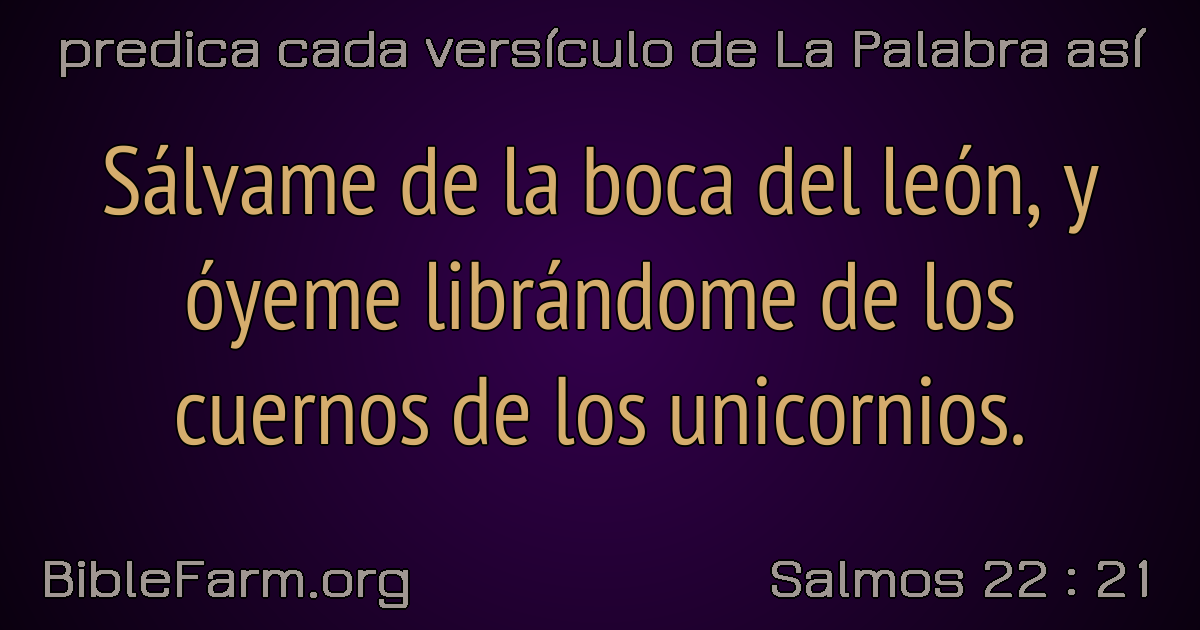 predica cada versículo de La Palabra así
Sálvame de la boca del león, y
óyeme librándome de los
cuernos de los unicornios.
BibleFarm.org
Salmos 22 : 21